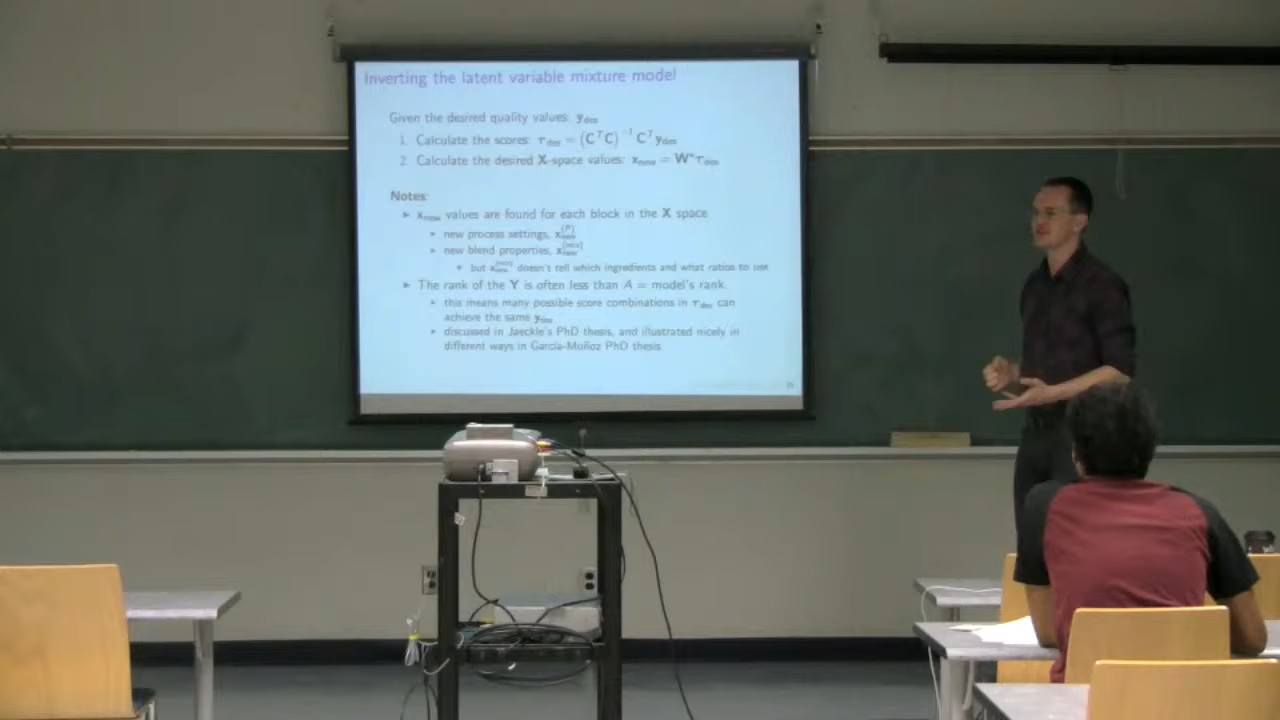 Inverting the latent variable mixture model
Given the desired quality values: y_des
1. Calculate the scores: τ_des = (CᵀC)⁻¹ Cᵀy_des
2. Calculate the desired X-space values: x_new = W*τ_des
Notes:
► x_new values are found for each block in the X space
• new process settings, x_new^(P)
• new blend properties, x_new^(mix)
• but x_new^(mix) doesn't tell which ingredients and what ratios to use
► The rank of the Y is often less than A = model's rank.
• this means many possible score combinations in τ_des can
achieve the same y_des
• discussed in Jaeckle's PhD thesis, and illustrated nicely in
different ways in García-Muñoz PhD thesis.